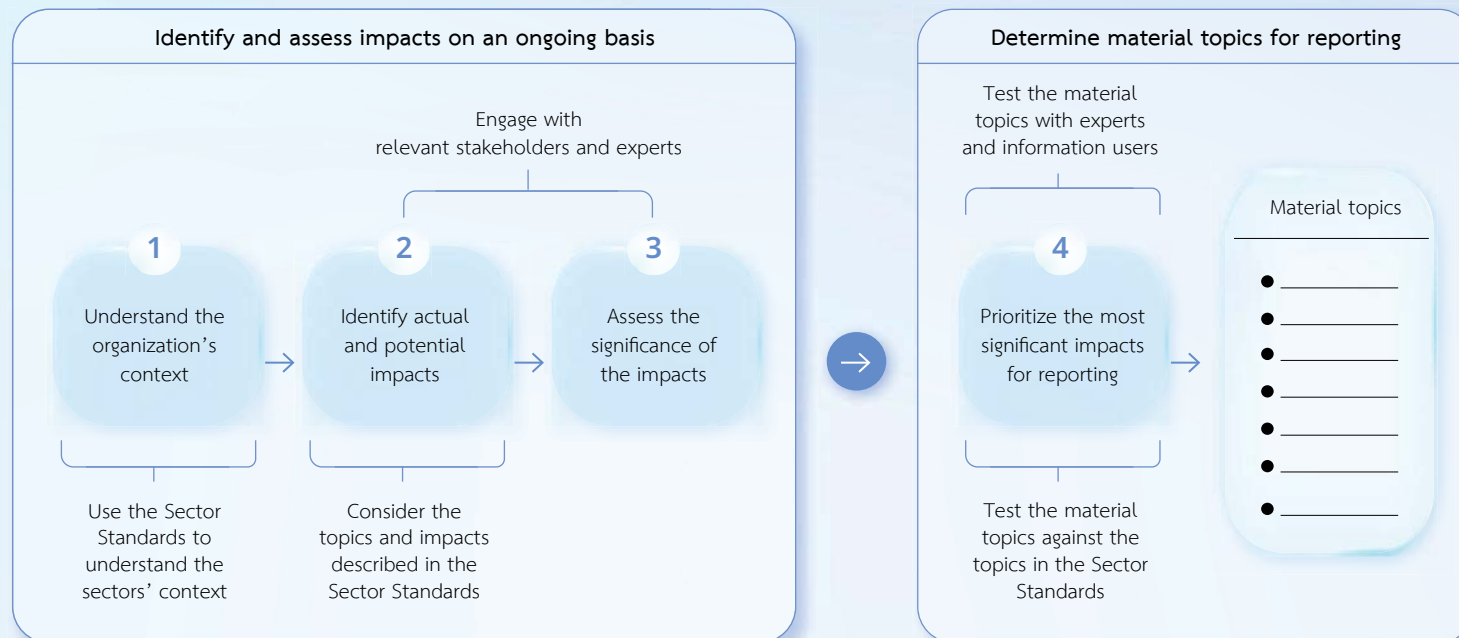 Identify and assess impacts on an ongoing basis
Engage with
relevant stakeholders and experts
1
Understand the
organization's
context
2
Identify actual
and potential
impacts
3
Assess the
significance of
the impacts
Use the Sector
Standards to
understand the
sectors' context
Consider the
topics and impacts
described in the
Sector Standards
Determine material topics for reporting
Test the material
topics with experts
and information users
4
Prioritize the most
significant impacts
for reporting
Test the material
topics against the
topics in the Sector
Standards
Material topics